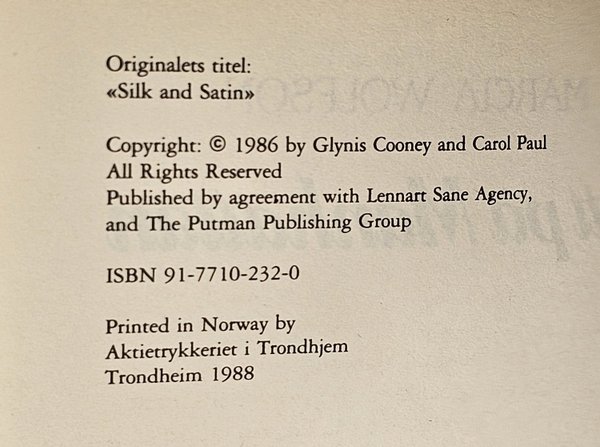 Originalets titel:
«Silk and Satin»
Copyright: © 1986 by Glynis Cooney and Carol Paul
All Rights Reserved
Published by agreement with Lennart Sane Agency,
and The Putman Publishing Group
ISBN 91-7710-232-0
Printed in Norway by
Aktietrykkeriet i Trondhjem
Trondheim 1988